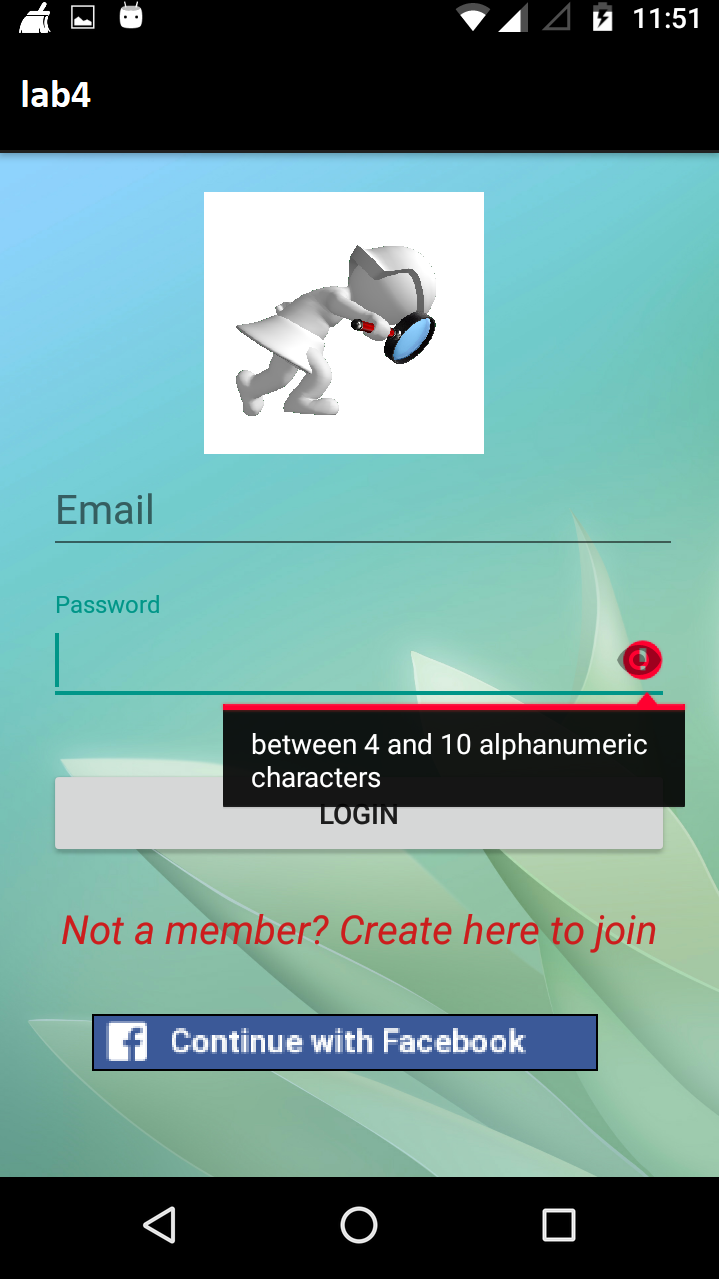 11:51
lab4
Email
Password
between 4 and 10 alphanumeric
characters
LOGIN
Not a member? Create here to join
Continue with Facebook